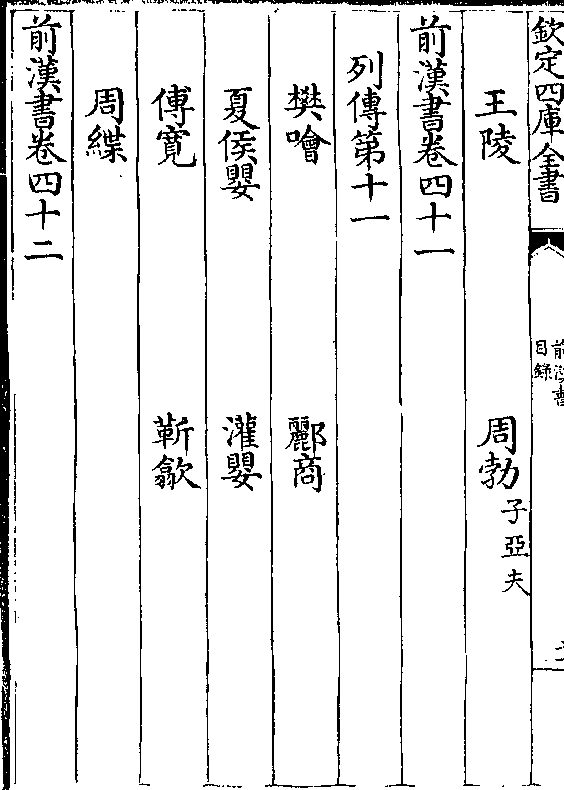 欽定四庫全書
前漢書
目錄
王陵 周勃 子亞夫
前漢書卷四十一
列傳第十一
樊噲 酈商
夏侯嬰 灌嬰
傅寛 靳歙
周緤
前漢書卷四十二